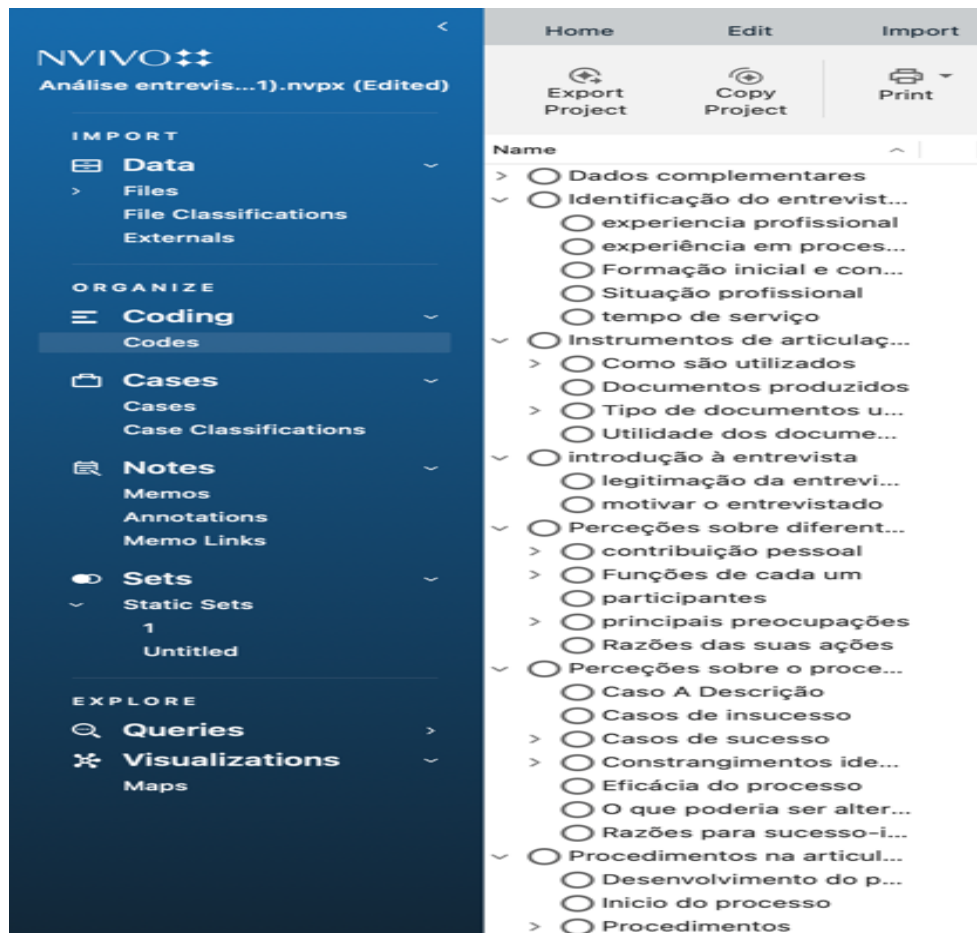 NVIVO
Análise entrevis...1).nvpx (Edited)
IMPORT
Data
Files
File Classifications
Externals
ORGANIZE
Coding
Codes
Cases
Cases
Case Classifications
Notes
Memos
Annotations
Memo Links
Sets
Static Sets
1
Untitled
EXPLORE
Queries
Visualizations
Maps
Home Edit Import
Export Project
Copy Project
Print
Name
Dados complementares
Identificação do entrevist...
experiencia profissional
experiência em proces...
Formação inicial e con...
Situação profissional
tempo de serviço
Instrumentos de articulaç...
Como são utilizados
Documentos produzidos
Tipo de documentos u...
Utilidade dos docume...
introdução à entrevista
legitimação da entrevi...
motivar o entrevistado
Perceções sobre diferent...
contribuição pessoal
Funções de cada um
participantes
principais preocupações
Razões das suas ações
Perceções sobre o proce...
Caso A Descrição
Casos de insucesso
Casos de sucesso
Constrangimentos ide...
Eficácia do processo
O que poderia ser alter...
Razões para sucesso-i...
Procedimentos na articul...
Desenvolvimento do p...
Inicio do processo
Procedimentos